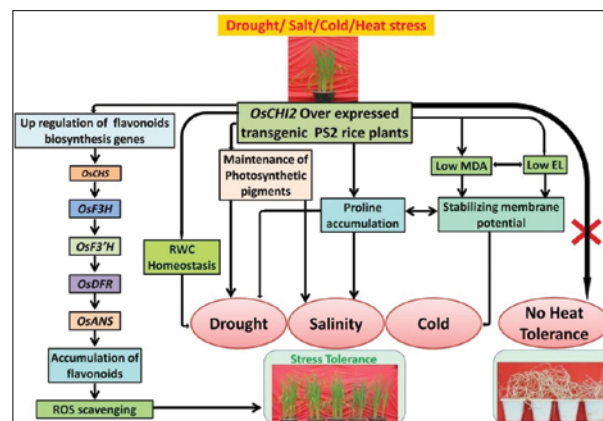 Drought/ Salt/Cold/Heat stress
OsCHI2 Over expressed
transgenic PS2 rice plants
Up regulation of flavonoids
biosynthesis genes
OsCHS
OsF3H
OsF3'H
OsDFR
OsANS
Accumulation of
flavonoids
ROS scavenging
RWC
Homeostasis
Maintenance of
Photosynthetic
pigments
Proline
accumulation
Low MDA
Low EL
Stabilizing membrane
potential
Drought
Salinity
Cold
No Heat
Tolerance
Stress Tolerance